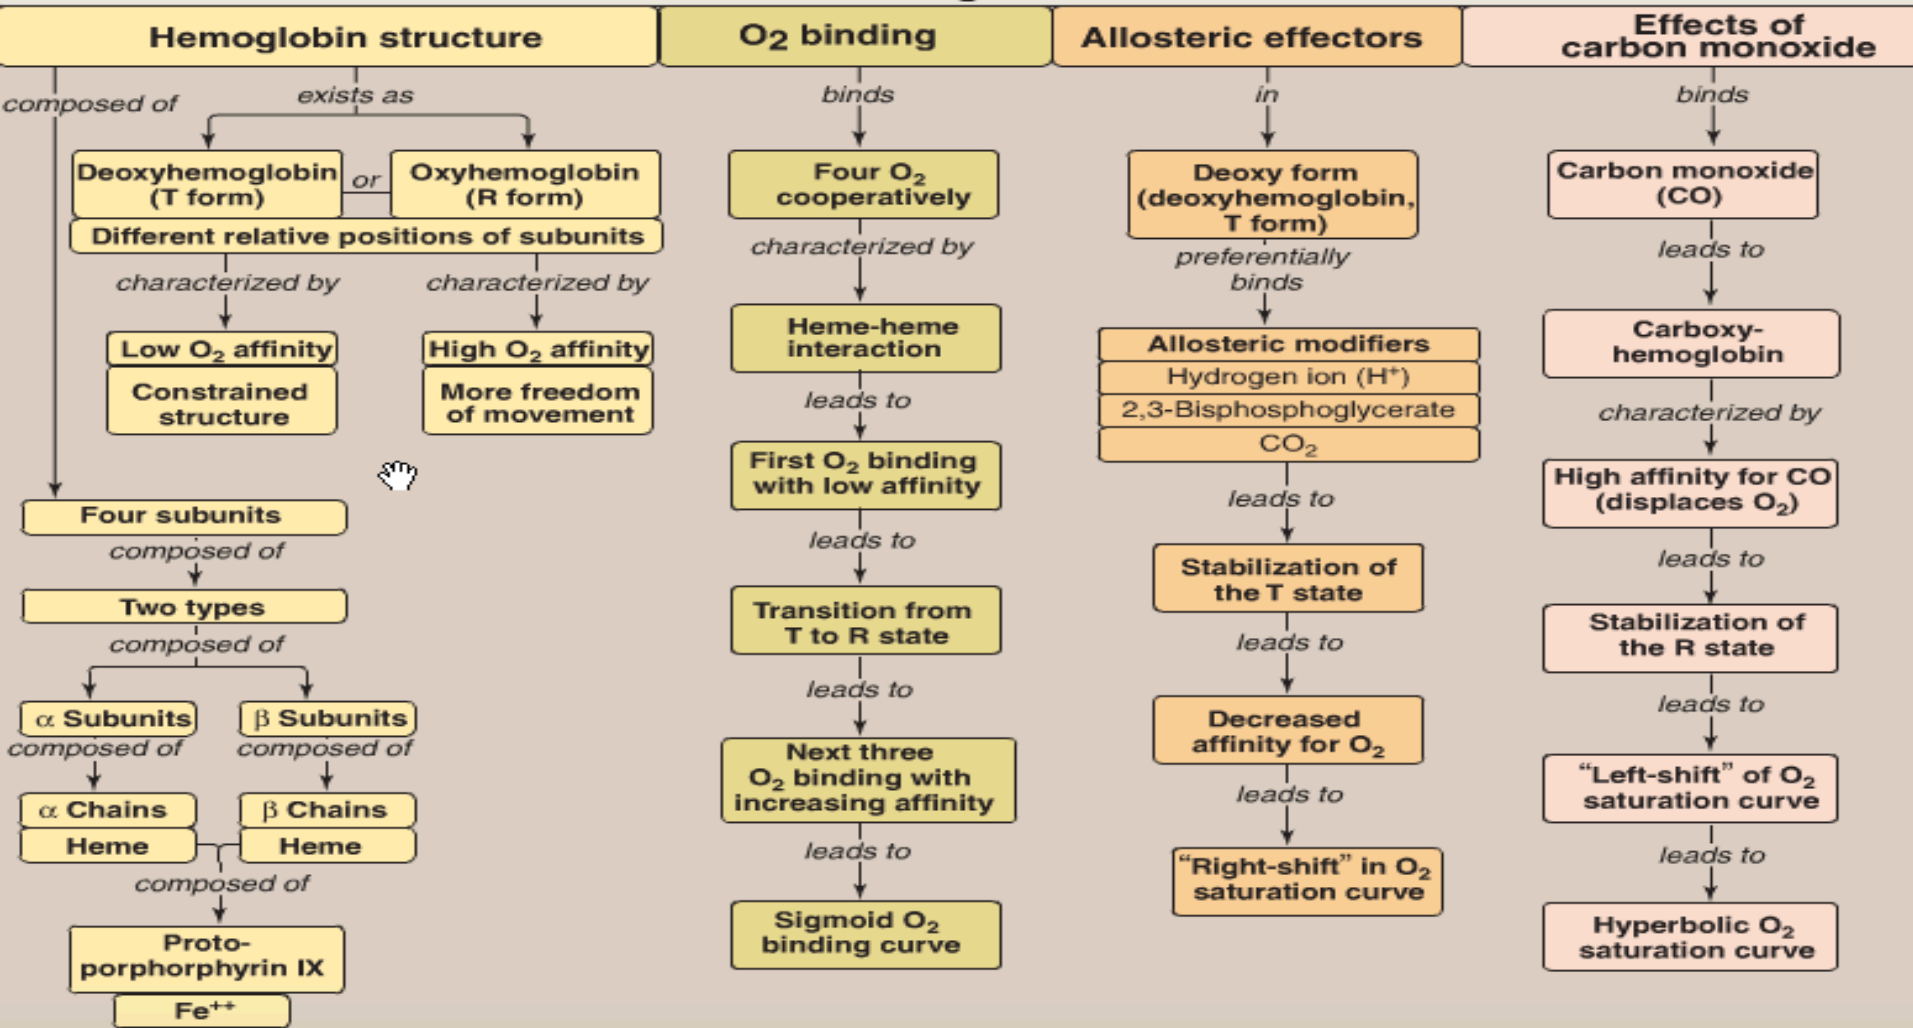 Hemoglobin structure
composed of
exists as
Deoxyhemoglobin
(T form)
or
Oxyhemoglobin
(R form)
Different relative positions of subunits
characterized by
characterized by
Low O₂ affinity
Constrained
structure
High O₂ affinity
More freedom
of movement
Four subunits
composed of
Two types
composed of
α Subunits
β Subunits
composed of
composed of
α Chains
β Chains
Heme
Heme
composed of
Proto-
porphorphyrin IX
Fe⁺⁺
O₂ binding
binds
Four O₂
cooperatively
characterized by
Heme-heme
interaction
leads to
First O₂ binding
with low affinity
leads to
Transition from
T to R state
leads to
Next three
O₂ binding with
increasing affinity
leads to
Sigmoid O₂
binding curve
Allosteric effectors
in
Deoxy form
(deoxyhemoglobin,
T form)
preferentially
binds
Allosteric modifiers
Hydrogen ion (H⁺)
2,3-Bisphosphoglycerate
CO₂
leads to
Stabilization of
the T state
leads to
Decreased
affinity for O₂
leads to
“Right-shift” in O₂
saturation curve
Effects of
carbon monoxide
binds
Carbon monoxide
(CO)
leads to
Carboxy-
hemoglobin
characterized by
High affinity for CO
(displaces O₂)
leads to
Stabilization of
the R state
leads to
“Left-shift” of O₂
saturation curve
leads to
Hyperbolic O₂
saturation curve